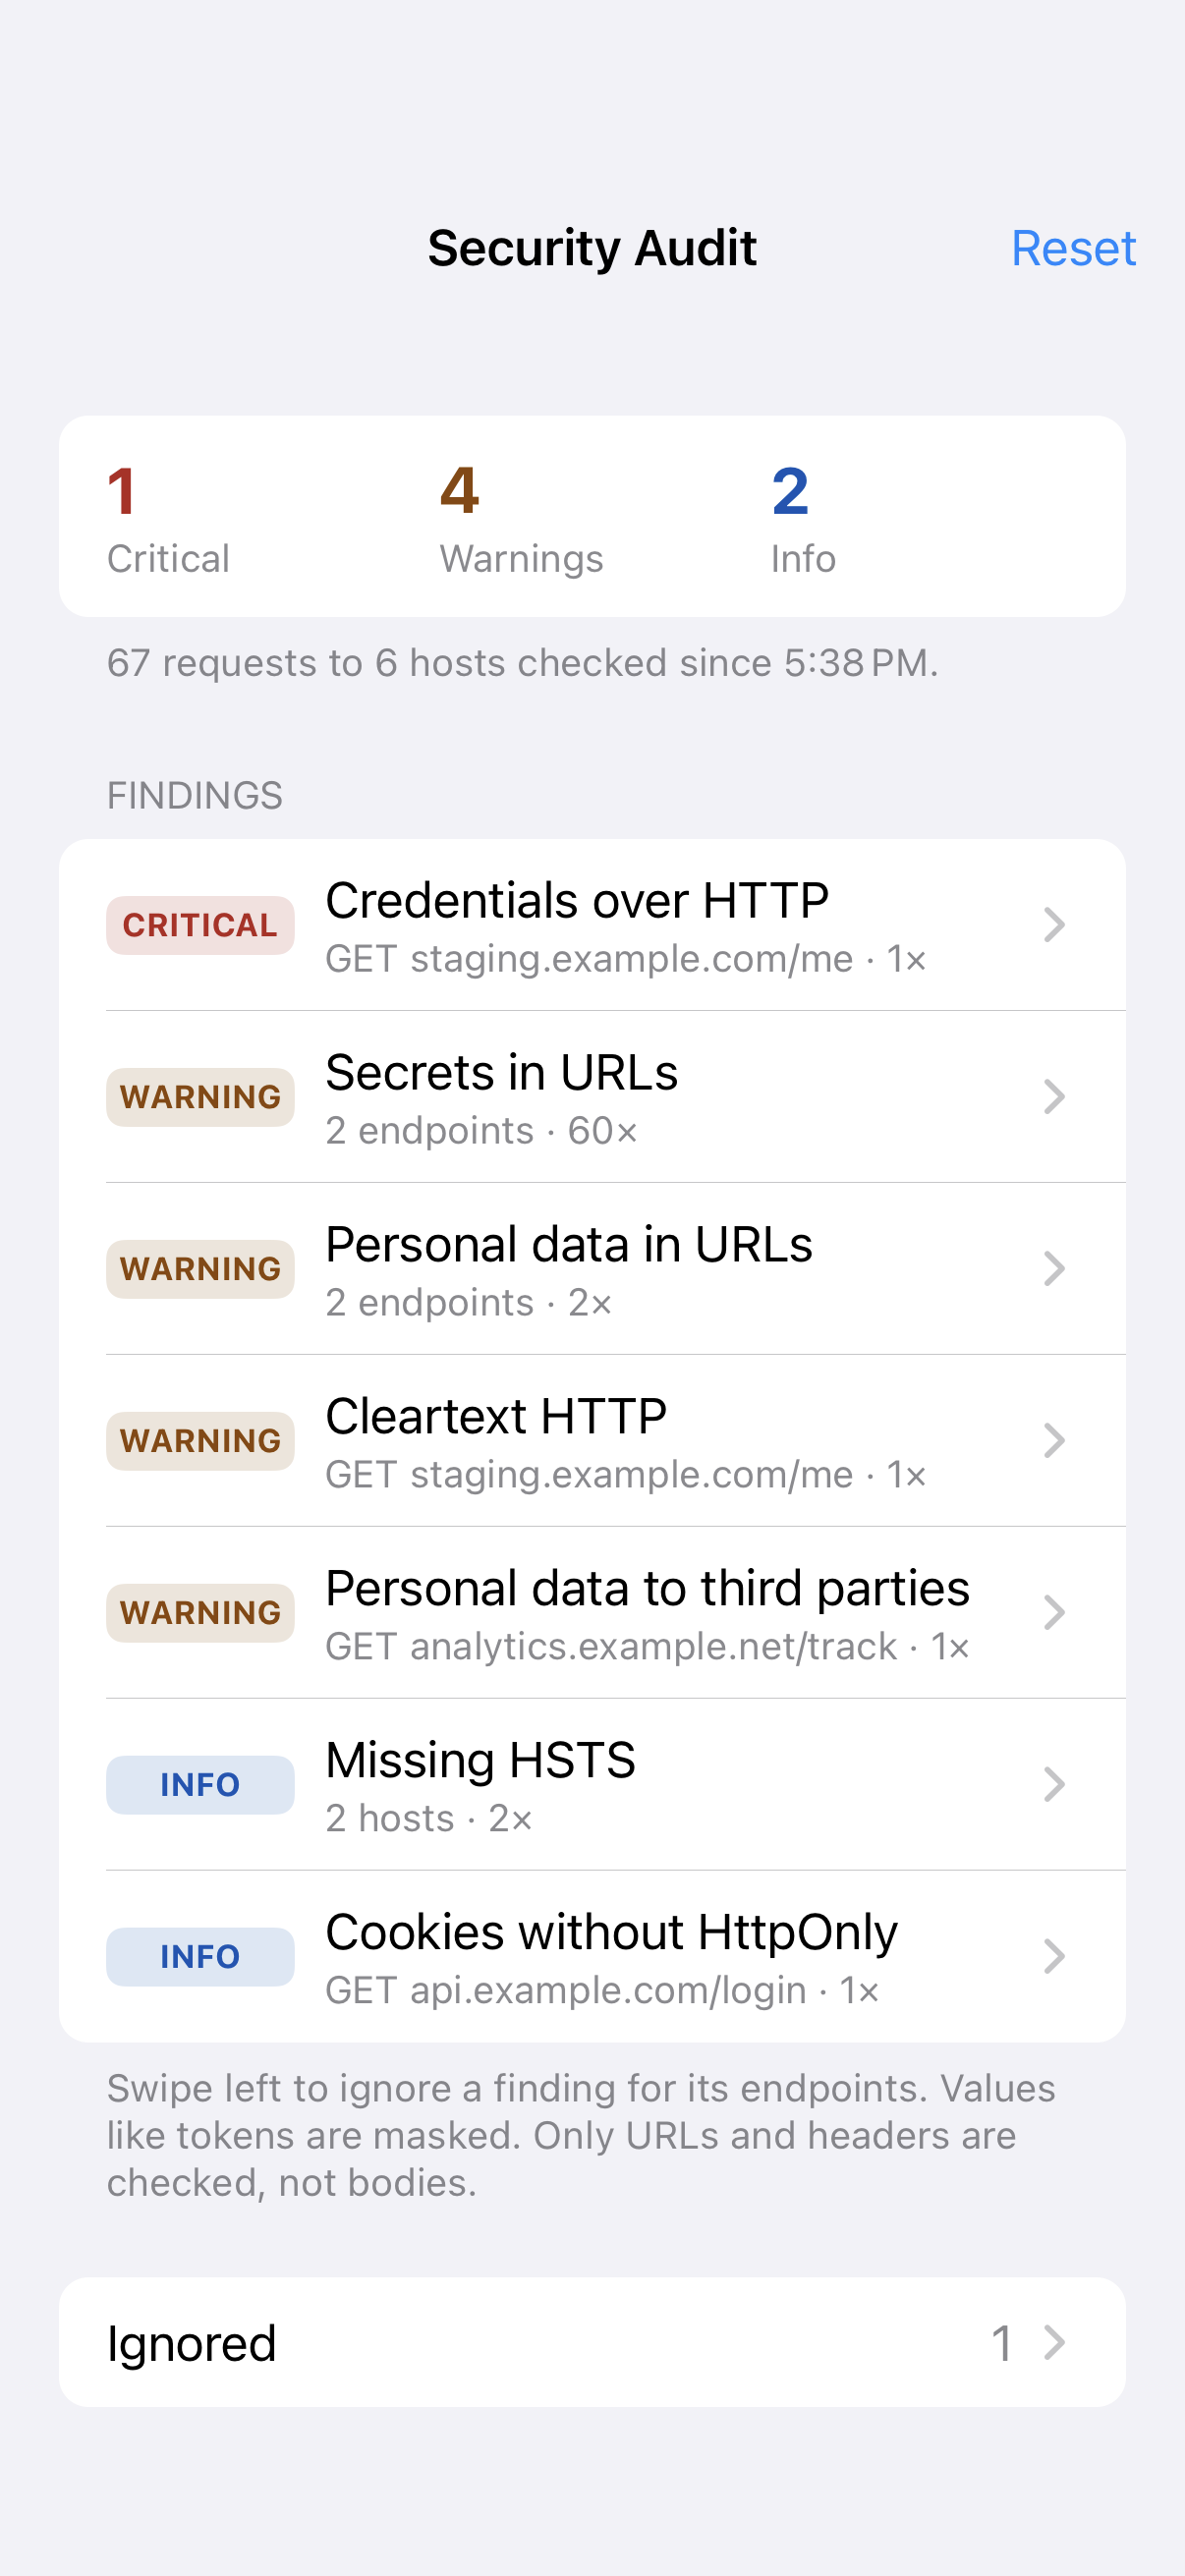 Security Audit
Reset
1
Critical
4
Warnings
2
Info
67 requests to 6 hosts checked since 5:38 PM.
FINDINGS
CRITICAL
Credentials over HTTP
GET staging.example.com/me · 1×
WARNING
Secrets in URLs
2 endpoints · 60×
WARNING
Personal data in URLs
2 endpoints · 2×
WARNING
Cleartext HTTP
GET staging.example.com/me · 1×
WARNING
Personal data to third parties
GET analytics.example.net/track · 1×
INFO
Missing HSTS
2 hosts · 2×
INFO
Cookies without HttpOnly
GET api.example.com/login · 1×
Swipe left to ignore a finding for its endpoints. Values
like tokens are masked. Only URLs and headers are
checked, not bodies.
Ignored
1